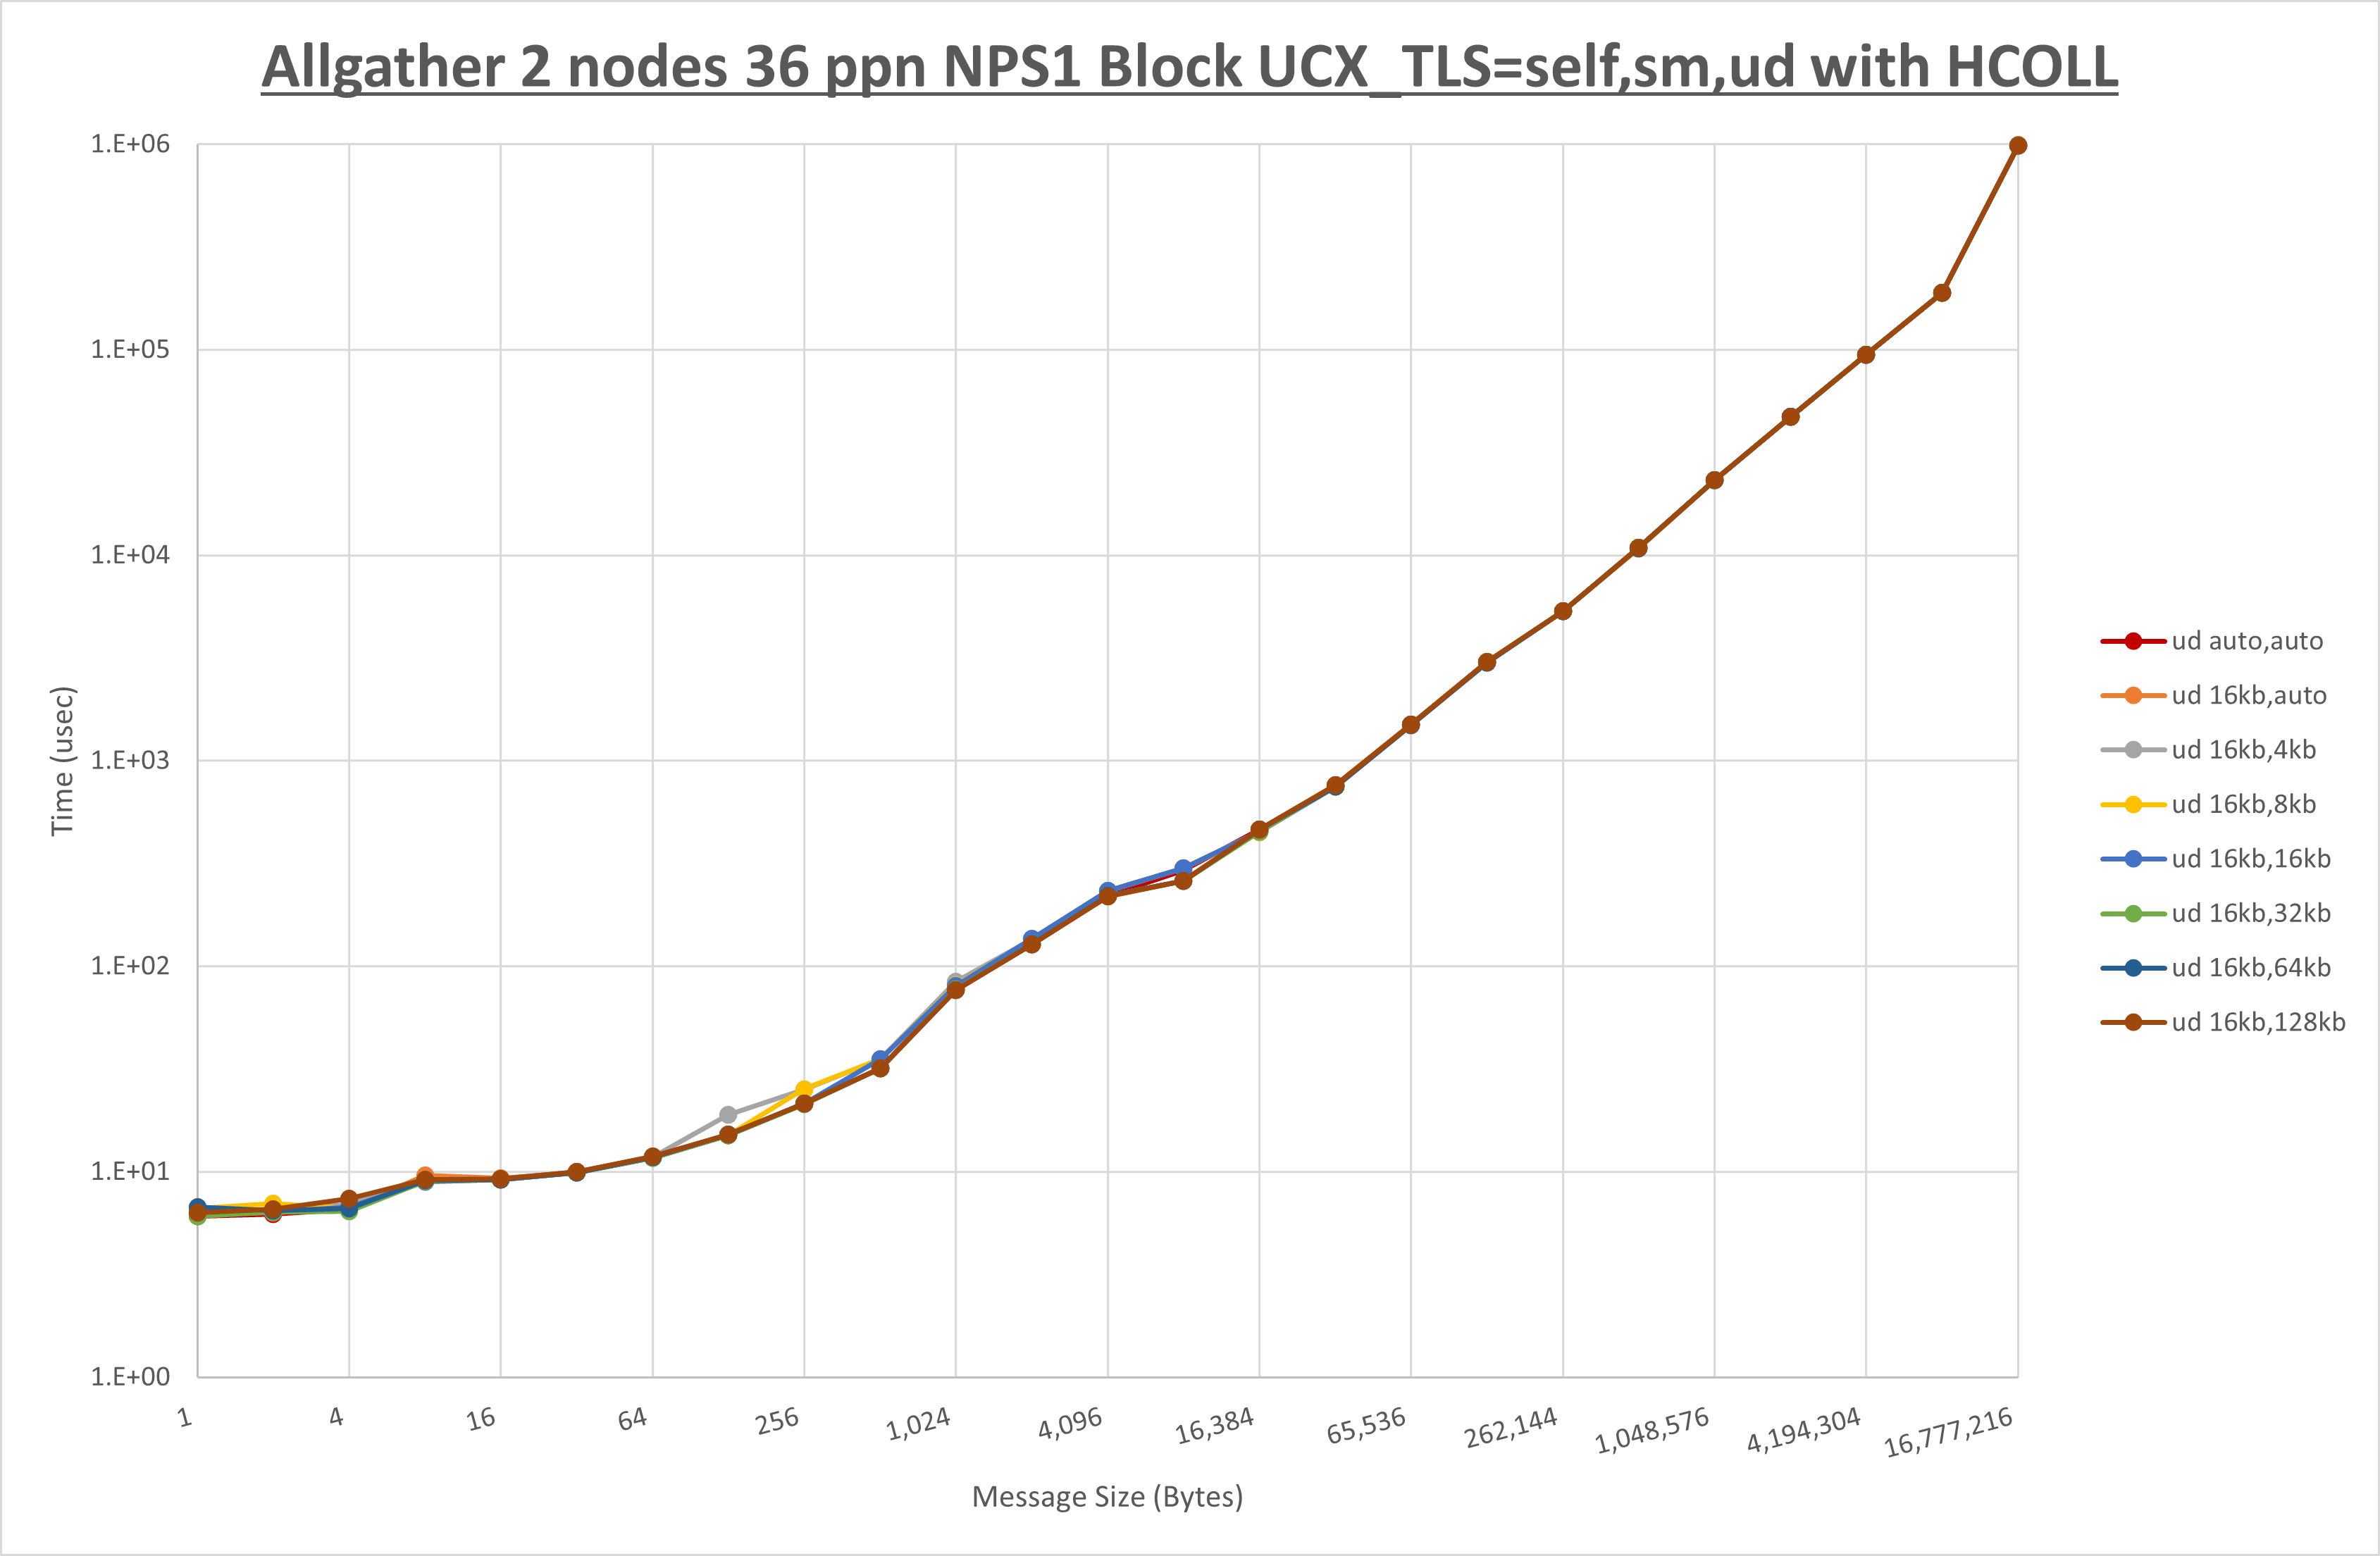 Allgather 2 nodes 36 ppn NPS1 Block UCX_TLS=self,sm,ud with HCOLL
1.E+06
1.E+05
1.E+04
1.E+03
1.E+02
1.E+01
1.E+00
Time (usec)
1 4 16 64 256 1,024 4,096 16,384 65,536 262,144 1,048,576 4,194,304 16,777,216
Message Size (Bytes)
ud auto,auto
ud 16kb,auto
ud 16kb,4kb
ud 16kb,8kb
ud 16kb,16kb
ud 16kb,32kb
ud 16kb,64kb
ud 16kb,128kb